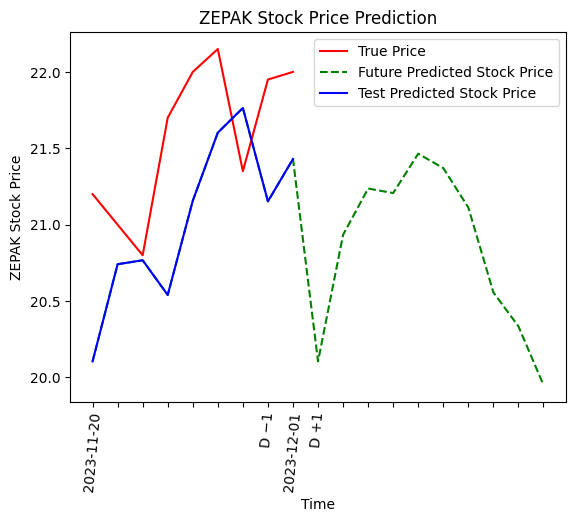 ZEPAK Stock Price Prediction
True Price
Future Predicted Stock Price
Test Predicted Stock Price
ZEPAK Stock Price
22.0
21.5
21.0
20.5
20.0
2023-11-20
D −1
2023-12-01
D +1
Time